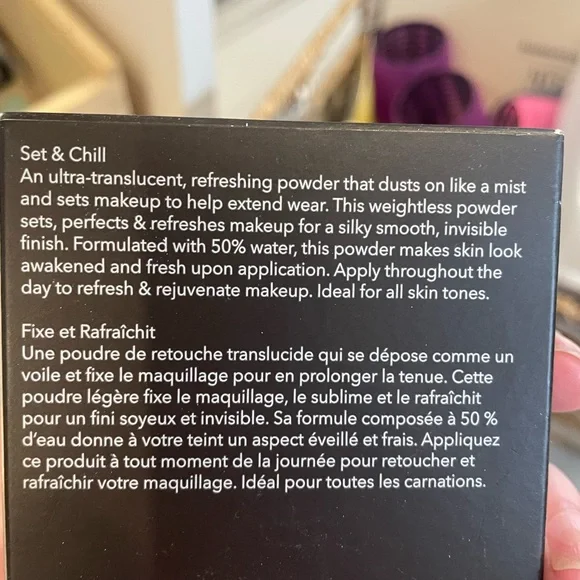 Set & Chill
An ultra-translucent, refreshing powder that dusts on like a mist
and sets makeup to help extend wear. This weightless powder
sets, perfects & refreshes makeup for a silky smooth, invisible
finish. Formulated with 50% water, this powder makes skin look
awakened and fresh upon application. Apply throughout the
day to refresh & rejuvenate makeup. Ideal for all skin tones.
Fixe et Rafraîchit
Une poudre de retouche translucide qui se dépose comme un
voile et fixe le maquillage pour en prolonger la tenue. Cette
poudre légère fixe le maquillage, le sublime et le rafraîchit
pour un fini soyeux et invisible. Sa formule composée à 50 %
d'eau donne à votre teint un aspect éveillé et frais. Appliquez
ce produit à tout moment de la journée pour retoucher et
rafraîchir votre maquillage. Idéal pour toutes les carnations.